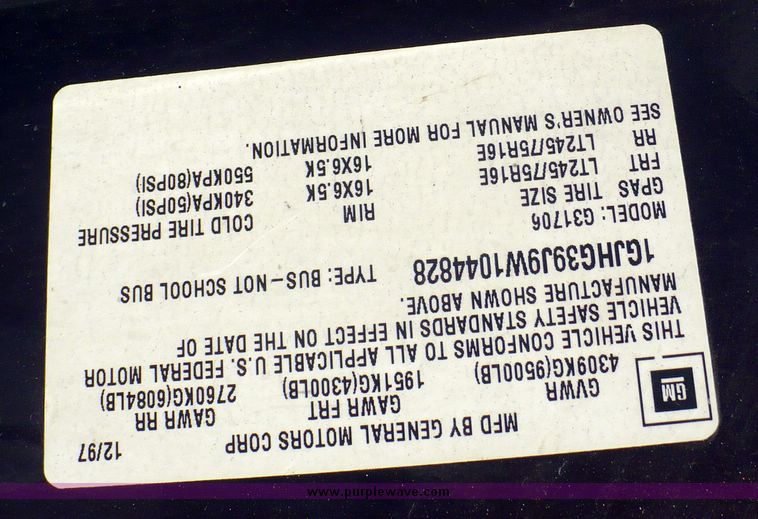 MFD BY GENERAL MOTORS CORP 12/97
GM
GVWR GAWR FRT GAWR RR
4309KG(9500LB) 1951KG(4300LB) 2760KG(6084LB)
THIS VEHICLE CONFORMS TO ALL APPLICABLE U.S. FEDERAL MOTOR
VEHICLE SAFETY STANDARDS IN EFFECT ON THE DATE OF
MANUFACTURE SHOWN ABOVE.
1GJHG39J9W1044828 TYPE: BUS-NOT SCHOOL BUS
MODEL: G31706
GPAS TIRE SIZE RIM COLD TIRE PRESSURE
FRT LT245/75R16E 16X6.5K 340KPA(50PSI)
RR LT245/75R16E 16X6.5K 550KPA(80PSI)
SEE OWNER'S MANUAL FOR MORE INFORMATION.
www.purplewave.com